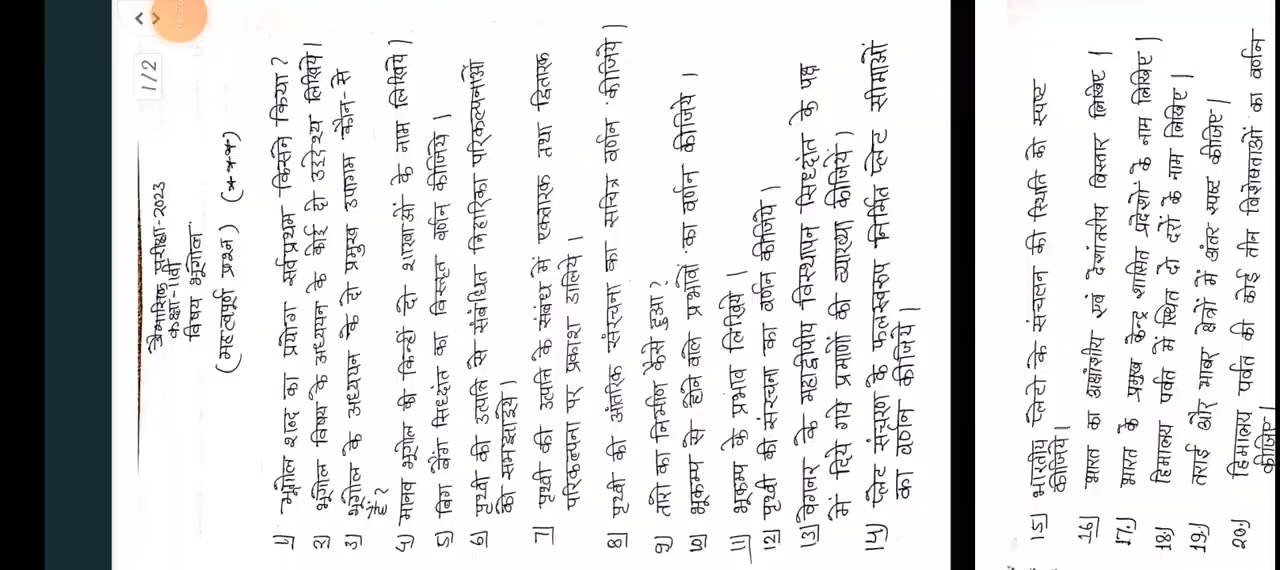 1/2
त्रैमासिक परीक्षा-2023
कक्षा-11वी
विषय भूगोल
(महत्वपूर्ण प्रश्न) (***)
1) भूगोल शब्द का प्रयोग सर्वप्रथम किसने किया?
2) भूगोल विषय के अध्ययन के कोई दो उद्देश्य लिखिये।
3) भूगोल के अध्ययन के दो प्रमुख उपागम कौन-से
हैं?
4) मानव भूगोल की किन्हीं दो शाखाओं के नाम लिखिये।
5) बिग बैंग सिध्दांत का विस्तृत वर्णन कीजिये।
6) पृथ्वी की उत्पति से संबंधित निहारिका परिकल्पनाओं
को समझाइये।
7) पृथ्वी की उत्पति के संबंध में एकतारक तथा द्वितारक
परिकल्पना पर प्रकाश डालिये।
8) पृथ्वी की आंतरिक संरचना का सचित्र वर्णन कीजिये।
9) तारों का निर्माण कैसे हुआ?
10) भूकम्प से होने वाले प्रभावों का वर्णन कीजिये।
11) भूकम्प के प्रभाव लिखिये।
12) पृथ्वी की संरचना का वर्णन कीजिये।
13) वेगनर के महाद्वीपीय विस्थापन सिध्दांत के पक्ष
में दिये गये प्रमाणों की व्याख्या कीजिये।
14) प्लेट संचरण के फलस्वरूप निर्मित प्लेट सीमाओं
का वर्णन कीजिये।
15) भारतीय प्लेटो के संचलन की स्थिति को स्पष्ट
कीजिये।
16) भारत का अक्षांशीय एवं देशांतरीय विस्तार लिखिए।
17.) भारत के प्रमुख केन्द्र शासित प्रदेशों के नाम लिखिए।
18) हिमालय पर्वत में स्थित दो दर्रों के नाम लिखिए।
19.) तराई और भाबर क्षेत्रों में अंतर स्पष्ट कीजिए।
20.) हिमालय पर्वत की कोई तीन विशेषताओं का वर्णन
कीजिए।